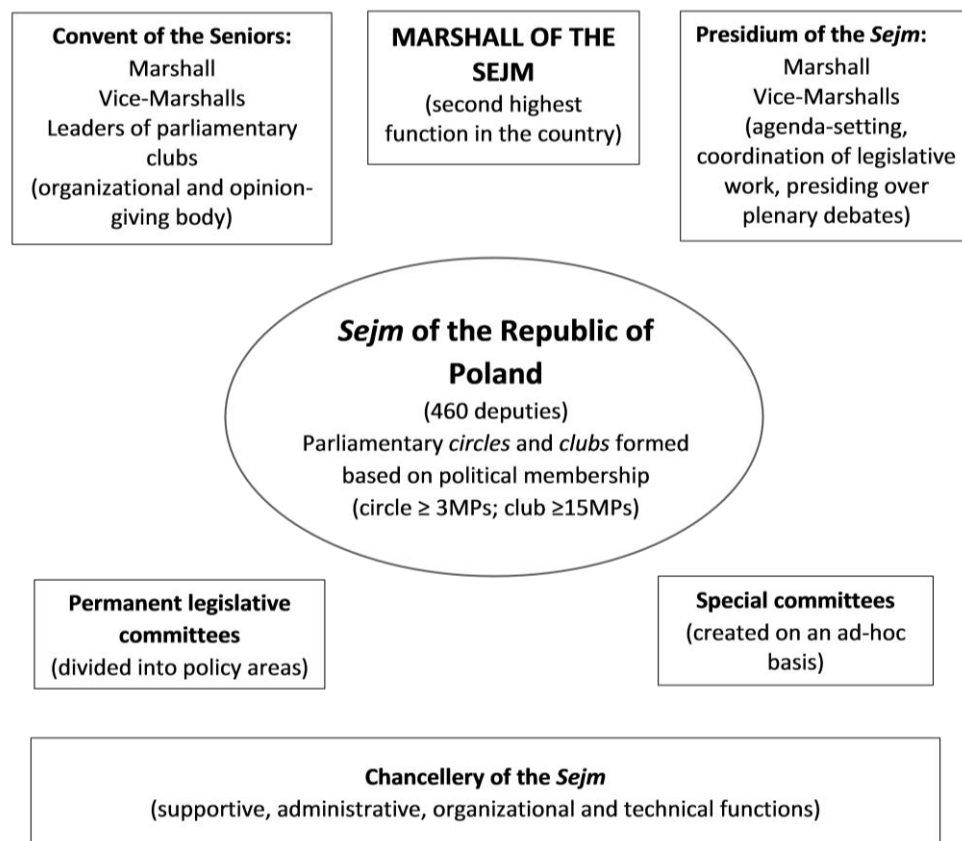 Convent of the Seniors:
Marshall
Vice-Marshalls
Leaders of parliamentary
clubs
(organizational and opinion-
giving body)
MARSHALL OF THE
SEJM
(second highest
function in the country)
Presidium of the Sejm:
Marshall
Vice-Marshalls
(agenda-setting,
coordination of legislative
work, presiding over
plenary debates)
Sejm of the Republic of
Poland
(460 deputies)
Parliamentary circles and clubs formed
based on political membership
(circle ≥ 3MPs; club ≥15MPs)
Permanent legislative
committees
(divided into policy areas)
Special committees
(created on an ad-hoc
basis)
Chancellery of the Sejm
(supportive, administrative, organizational and technical functions)